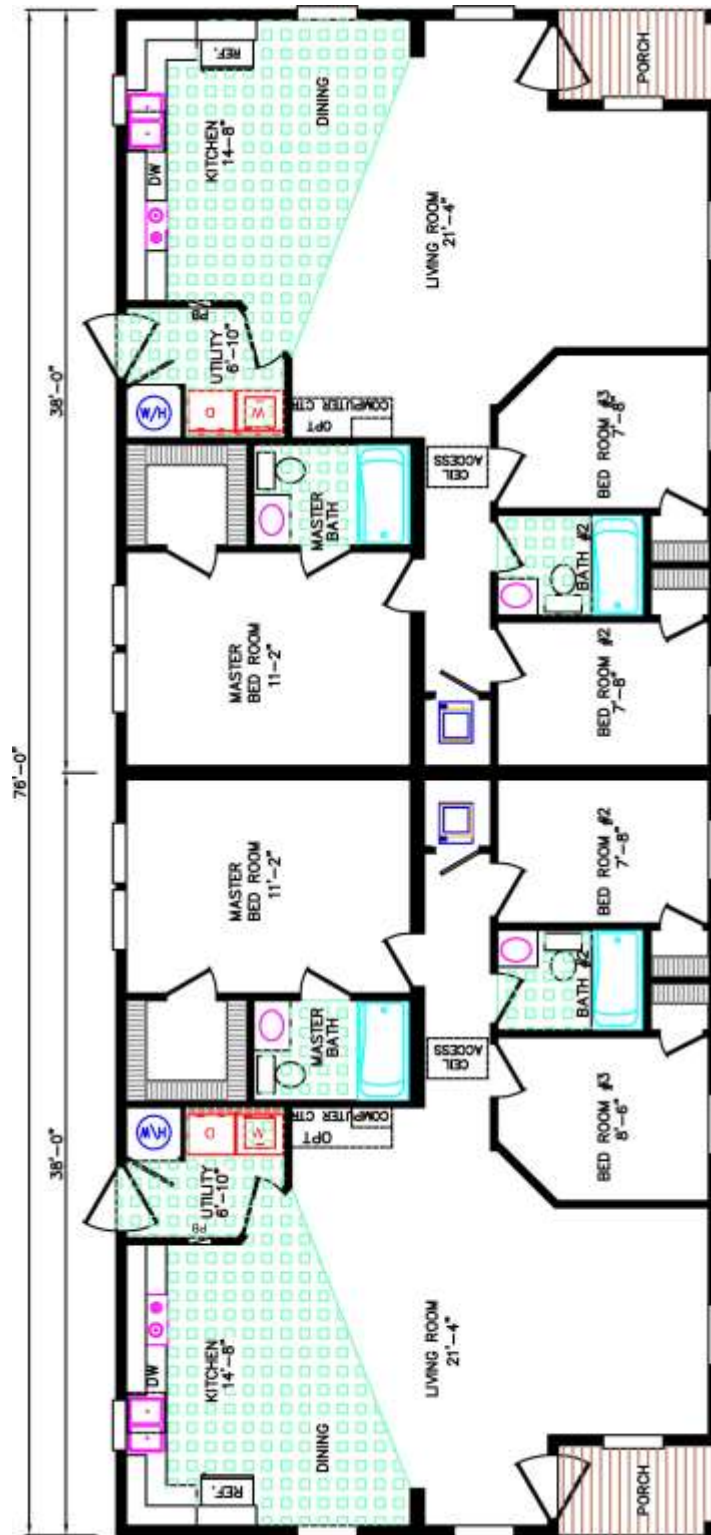 76'-0"
38'-0"
38'-0"
REF.
DINING
KITCHEN
14'-8"
DW
PORCH
LIVING ROOM
21'-4"
UTILITY
6'-10"
H/W
D
W
OPT
COMPUTER CTR
MASTER
BATH
CEIL
ACCESS
BED ROOM #3
8'-6"
BATH #2
MASTER
BED ROOM
11'-2"
BED ROOM #2
7'-8"
MASTER
BED ROOM
11-2"
BED ROOM #2
7'-8"
BATH #2
MASTER
BATH
CEIL
ACCESS
BED ROOM #3
7'-8"
H/W
D
W
OPT
COMPUTER CTR
UTILITY
6'-10"
LIVING ROOM
21'-4"
KITCHEN
14-8"
DW
DINING
REF.
PORCH